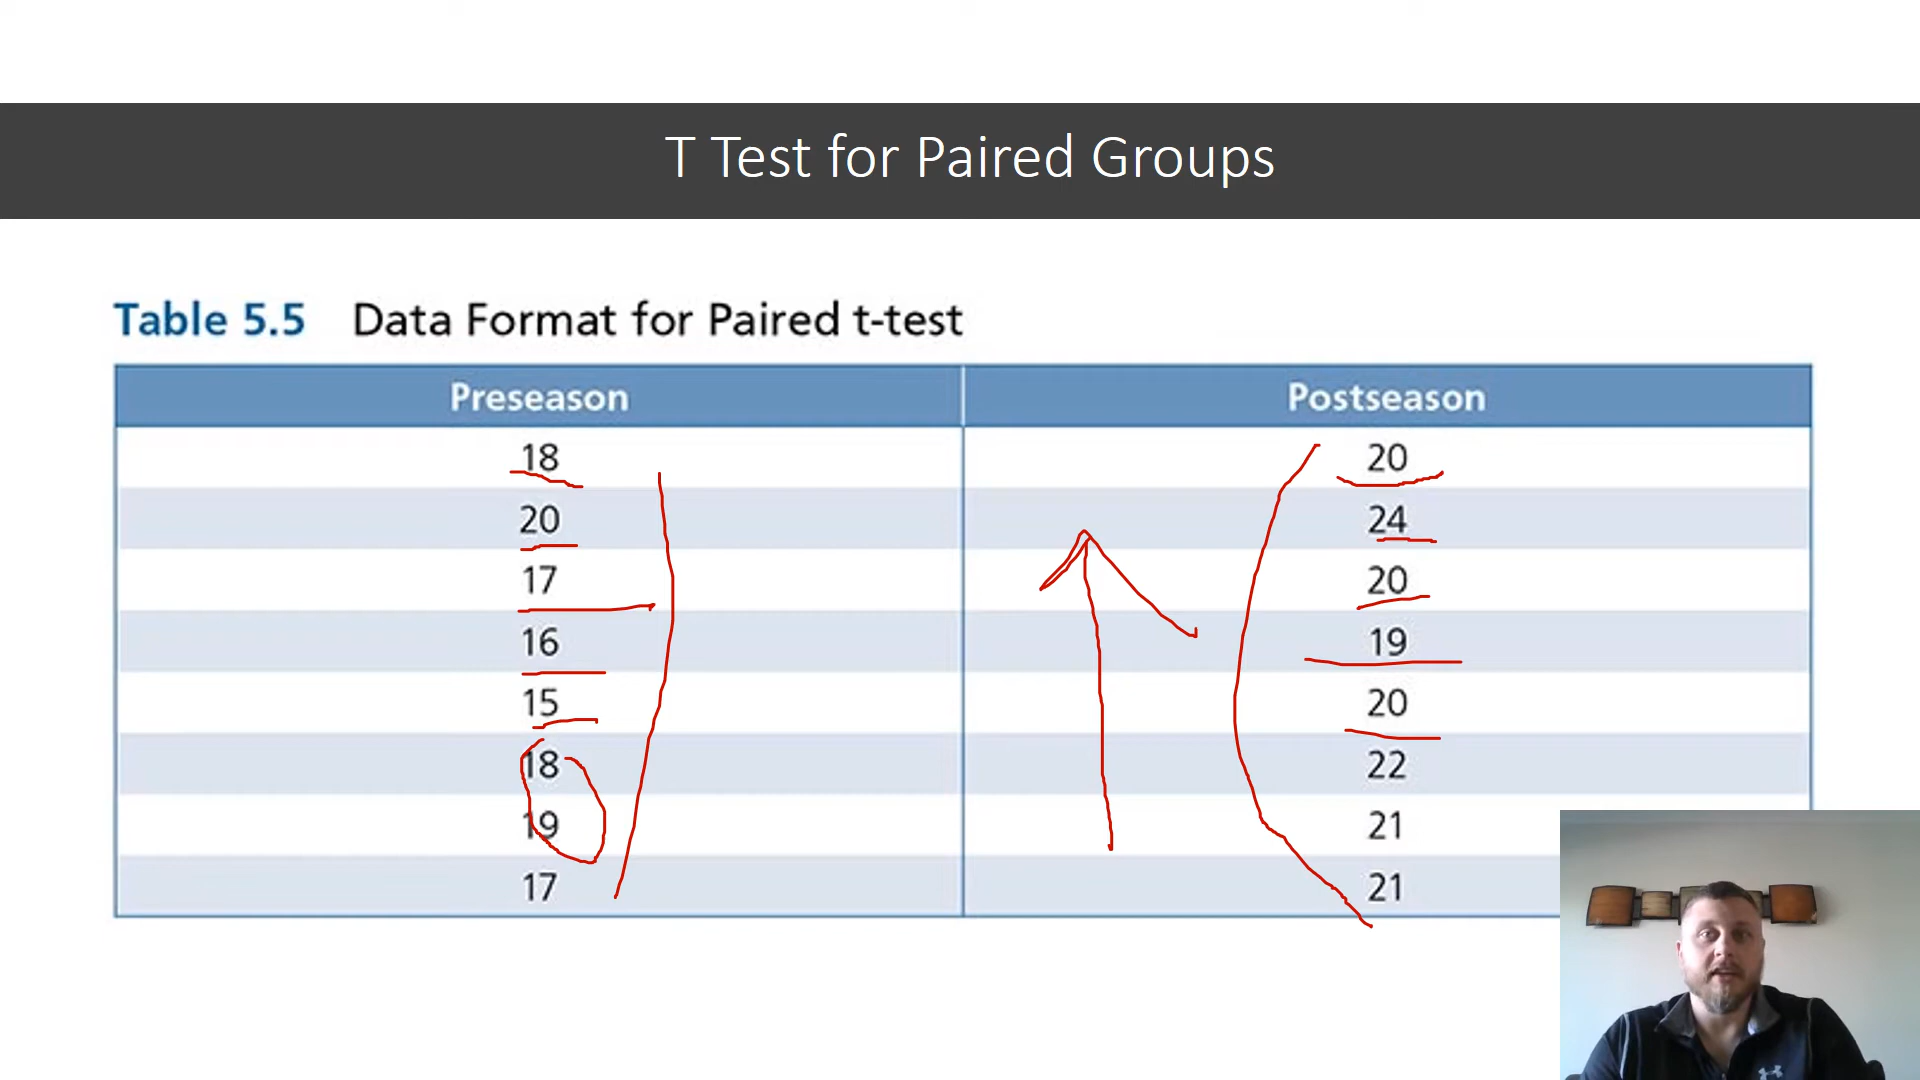 T Test for Paired Groups
Table 5.5 Data Format for Paired t-test
Preseason Postseason
18 20
20 24
17 20
16 19
15 20
18 22
19 21
17 21